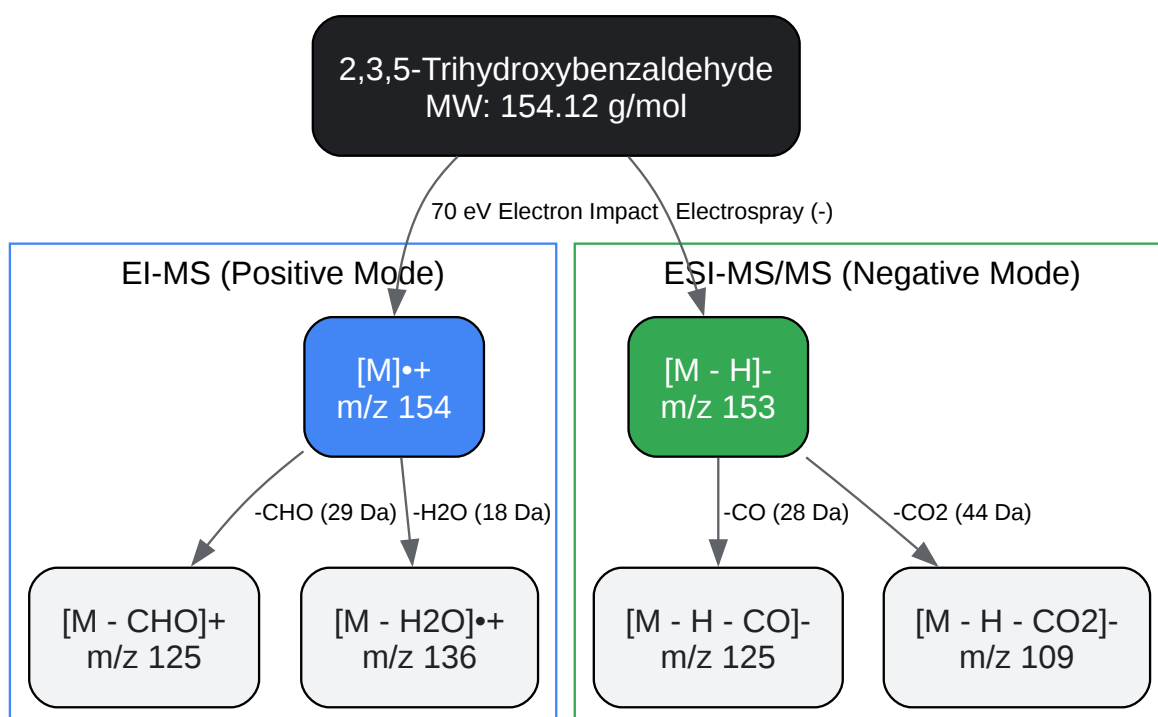 2,3,5-Trihydroxybenzaldehyde
MW: 154.12 g/mol
70 eV Electron Impact
Electrospray (-)
EI-MS (Positive Mode)
ESI-MS/MS (Negative Mode)
[M]•+
m/z 154
[M - H]-
m/z 153
-CHO (29 Da)
-H2O (18 Da)
-CO (28 Da)
-CO2 (44 Da)
[M - CHO]+
m/z 125
[M - H2O]•+
m/z 136
[M - H - CO]-
m/z 125
[M - H - CO2]-
m/z 109